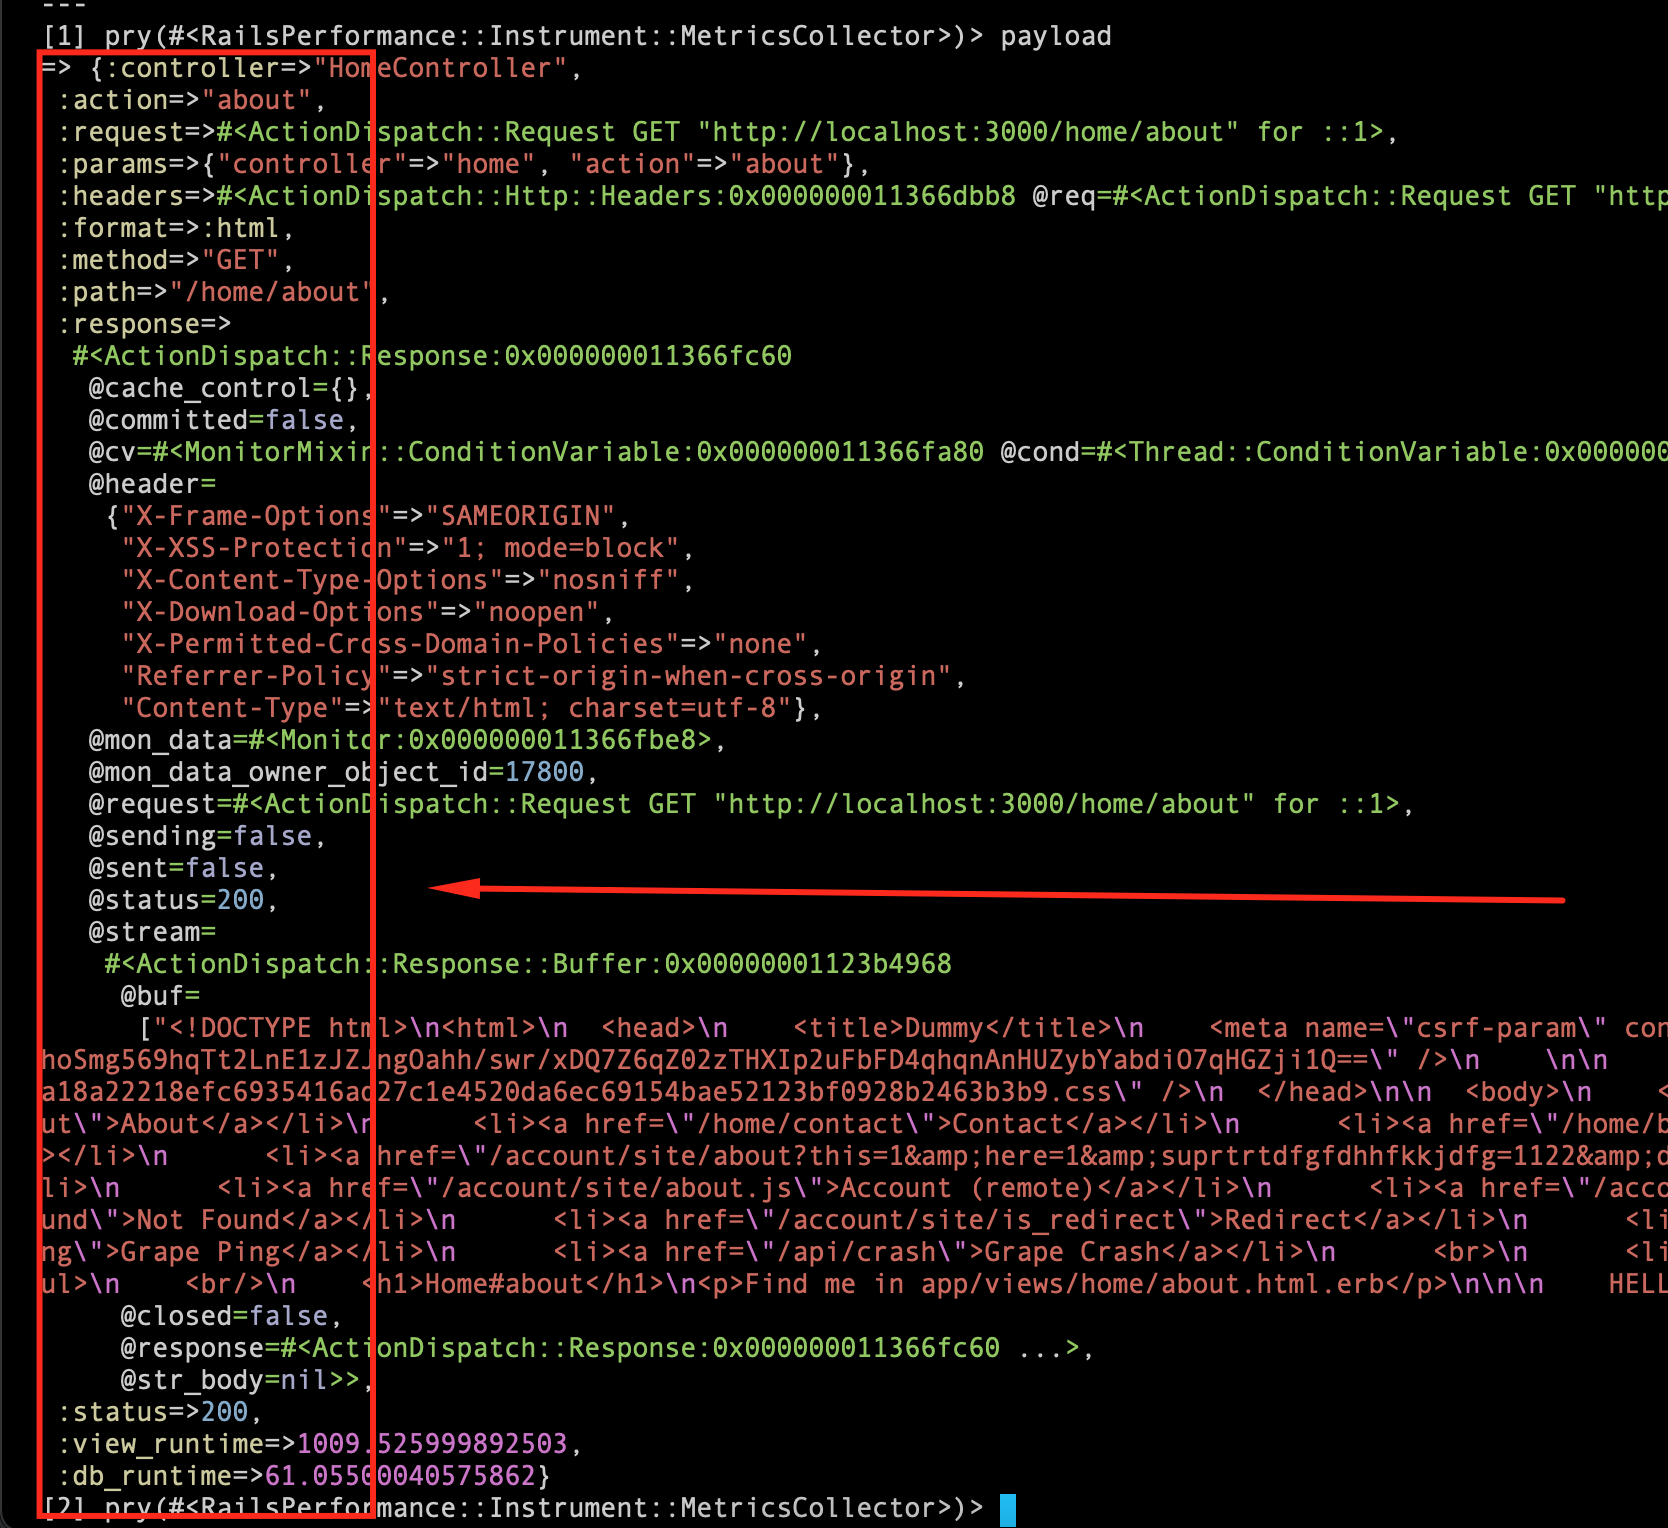 ---
[1] pry(#<RailsPerformance::Instrument::MetricsCollector>)> payload
=> {:controller=>"HomeController",
 :action=>"about",
 :request=>#<ActionDispatch::Request GET "http://localhost:3000/home/about" for ::1>,
 :params=>{"controller"=>"home", "action"=>"about"},
 :headers=>#<ActionDispatch::Http::Headers:0x000000011366dbb8 @req=#<ActionDispatch::Request GET "http
 :format=>:html,
 :method=>"GET",
 :path=>"/home/about",
 :response=>
  #<ActionDispatch::Response:0x000000011366fc60
   @cache_control={},
   @committed=false,
   @cv=#<MonitorMixin::ConditionVariable:0x000000011366fa80 @cond=#<Thread::ConditionVariable:0x000000
   @header=
    {"X-Frame-Options"=>"SAMEORIGIN",
     "X-XSS-Protection"=>"1; mode=block",
     "X-Content-Type-Options"=>"nosniff",
     "X-Download-Options"=>"noopen",
     "X-Permitted-Cross-Domain-Policies"=>"none",
     "Referrer-Policy"=>"strict-origin-when-cross-origin",
     "Content-Type"=>"text/html; charset=utf-8"},
   @mon_data=#<Monitor:0x000000011366fbe8>,
   @mon_data_owner_object_id=17800,
   @request=#<ActionDispatch::Request GET "http://localhost:3000/home/about" for ::1>,
   @sending=false,
   @sent=false,
   @status=200,
   @stream=
    #<ActionDispatch::Response::Buffer:0x00000001123b4968
     @buf=
      ["<!DOCTYPE html>\n<html>\n  <head>\n    <title>Dummy</title>\n    <meta name=\"csrf-param\" con
hoSmg569hqTt2LnE1zJZJngOahh/swr/xDQ7Z6qZ02zTHXIp2uFbFD4qhqnAnHUZybYabdiO7qHGZji1Q==\" />\n    \n\n
a18a22218efc6935416ad27c1e4520da6ec69154bae52123bf0928b2463b3b9.css\" />\n  </head>\n\n  <body>\n    <
ut\">About</a></li>\n      <li><a href=\"/home/contact\">Contact</a></li>\n      <li><a href=\"/home/b
></li>\n      <li><a href=\"/account/site/about?this=1&amp;here=1&amp;suprtrtdfgfdhhfkkjdfg=1122&amp;d
li>\n      <li><a href=\"/account/site/about.js\">Account (remote)</a></li>\n      <li><a href=\"/acco
und\">Not Found</a></li>\n      <li><a href=\"/account/site/is_redirect\">Redirect</a></li>\n      <li
ng\">Grape Ping</a></li>\n      <li><a href=\"/api/crash\">Grape Crash</a></li>\n      <br>\n      <li
ul>\n    <br/>\n    <h1>Home#about</h1>\n<p>Find me in app/views/home/about.html.erb</p>\n\n\n    HELL
     @closed=false,
     @response=#<ActionDispatch::Response:0x000000011366fc60 ...>,
     @str_body=nil>>,
 :status=>200,
 :view_runtime=>1009.525999892503,
 :db_runtime=>61.05500040575862}
[2] pry(#<RailsPerformance::Instrument::MetricsCollector>)>